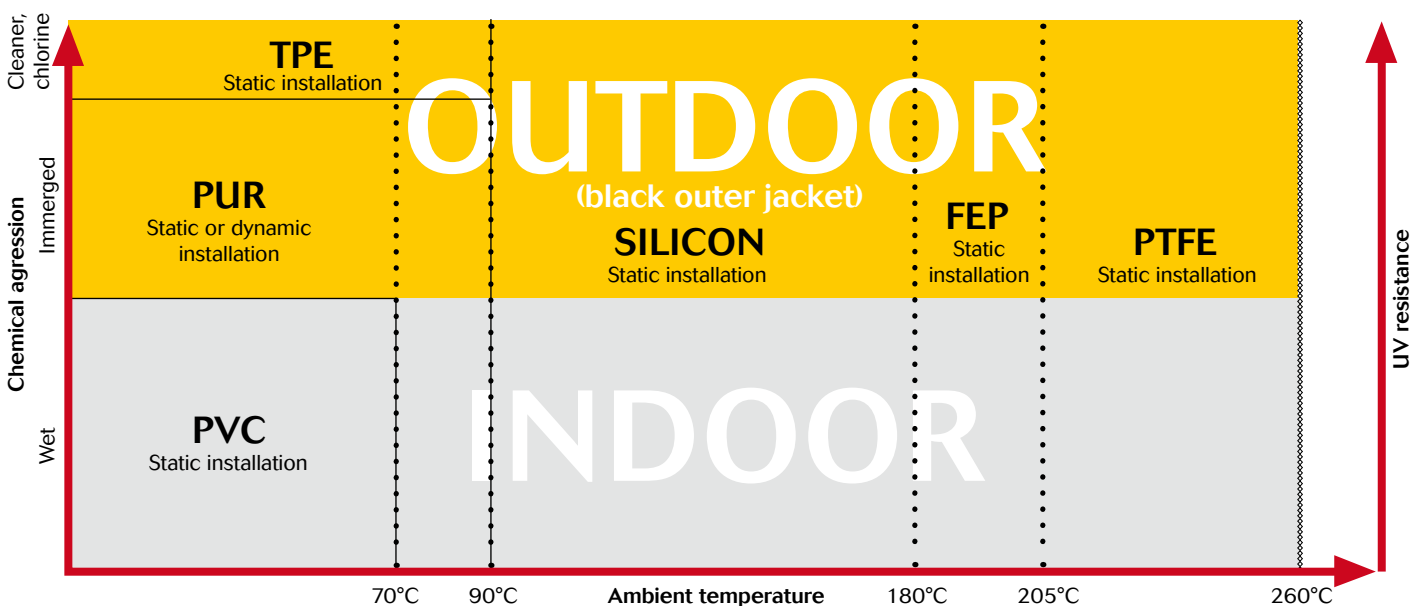 Cleaner,
chlorine
Immerged
Wet
Chemical agression
TPE
Static installation
OUTDOOR
(black outer jacket)
PUR
Static or dynamic
installation
SILICON
Static installation
FEP
Static
installation
PTFE
Static installation
INDOOR
PVC
Static installation
UV resistance
70°C
90°C
Ambient temperature
180°C
205°C
260°C